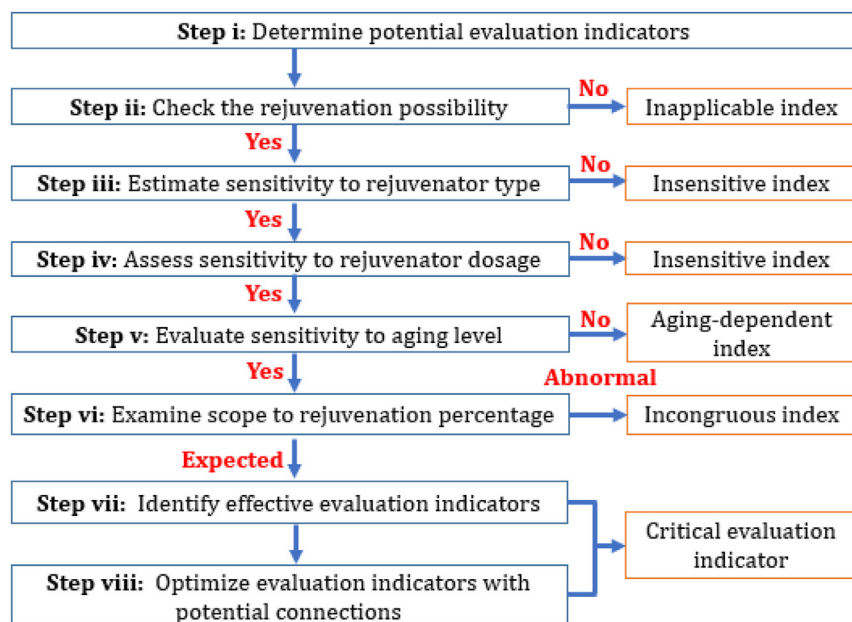 Step i: Determine potential evaluation indicators
Step ii: Check the rejuvenation possibility
No
Inapplicable index
Yes
Step iii: Estimate sensitivity to rejuvenator type
No
Insensitive index
Yes
Step iv: Assess sensitivity to rejuvenator dosage
No
Insensitive index
Yes
Step v: Evaluate sensitivity to aging level
No
Aging-dependent
index
Yes
Abnormal
Step vi: Examine scope to rejuvenation percentage
Incongruous index
Expected
Step vii: Identify effective evaluation indicators
Critical evaluation
indicator
Step viii: Optimize evaluation indicators with
potential connections